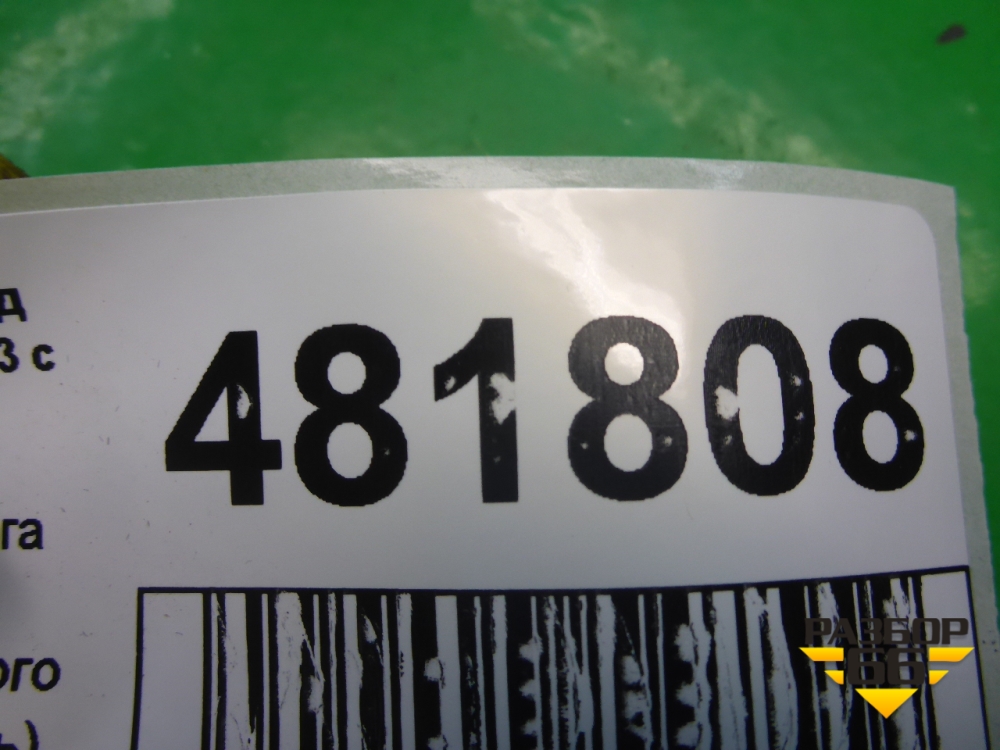 д
3 с
481808
га
ого
ь)
РАЗБОР
66